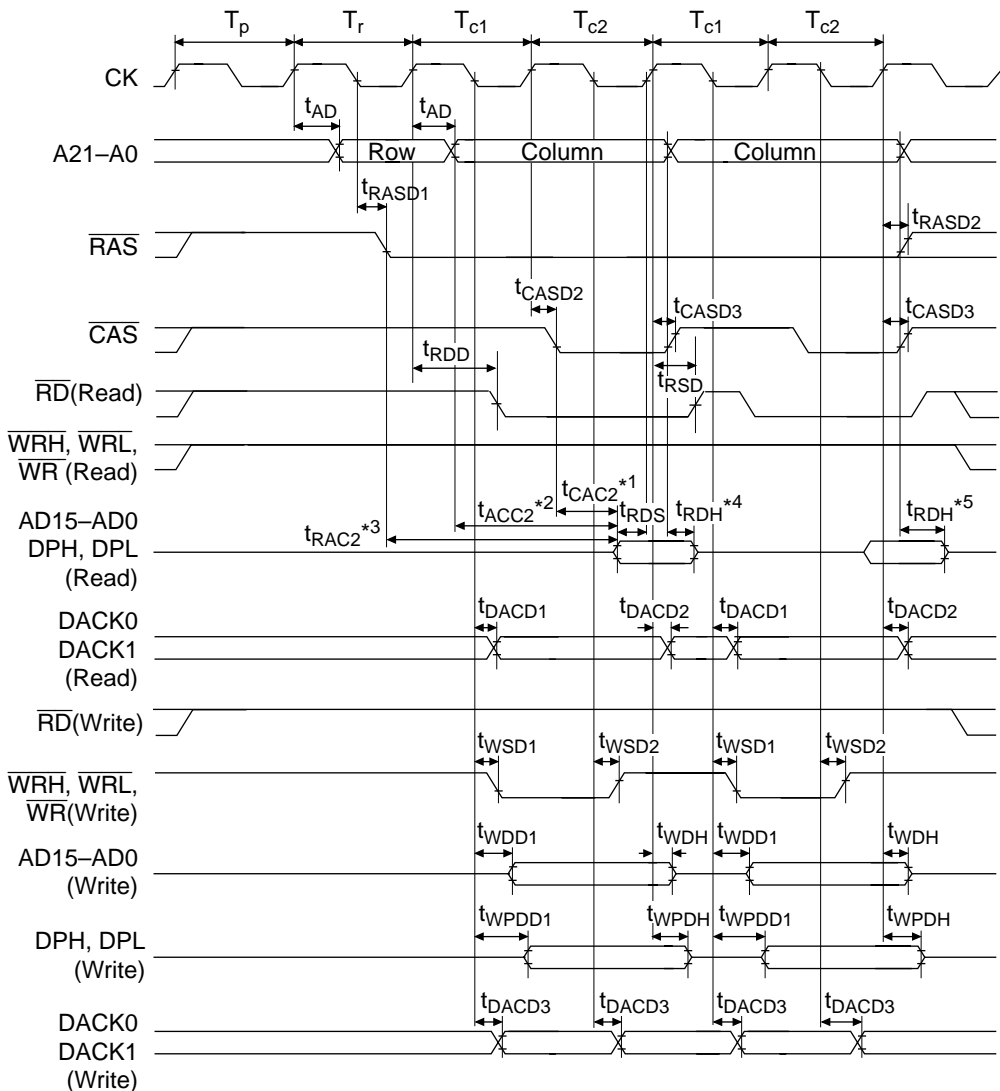 Tp Tr Tc1 Tc2 Tc1 Tc2
CK
tAD tAD
A21–A0 Row Column Column
tRASD1
tRASD2
RAS
tCASD2 tCASD3 tCASD3
CAS
tRDD tRSD
RD(Read)
WRH, WRL,
WR (Read)
tCAC2*1
AD15–AD0 tACC2*2 tRDS tRDH*4 tRDH*5
DPH, DPL tRAC2*3
(Read)
DACK0 tDACD1 tDACD2 tDACD1 tDACD2
DACK1
(Read)
RD(Write)
tWSD1 tWSD2 tWSD1 tWSD2
WRH, WRL,
WR(Write)
tWDD1 tWDH tWDD1 tWDH
AD15–AD0
(Write)
tWPDD1 tWPDH tWPDD1 tWPDH
DPH, DPL
(Write)
tDACD3 tDACD3 tDACD3 tDACD3
DACK0
DACK1
(Write)